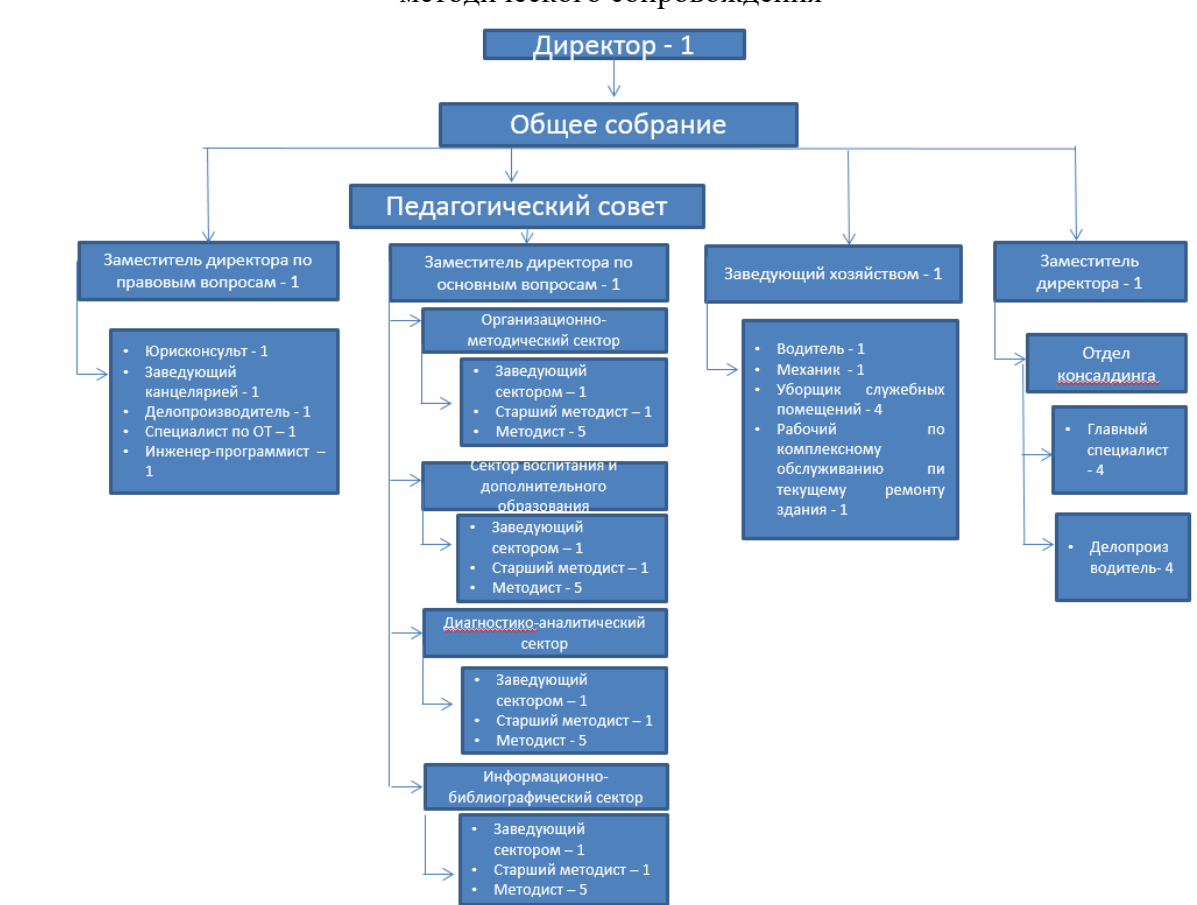 методического сопровождения
Директор - 1
Общее собрание
Педагогический совет
Заместитель директора по
правовым вопросам - 1
• Юрисконсульт - 1
• Заведующий
канцелярией - 1
• Делопроизводитель - 1
• Специалист по ОТ – 1
• Инженер-программист –
1
Заместитель директора по
основным вопросам - 1
Организационно-
методический сектор
• Заведующий
сектором – 1
• Старший методист – 1
• Методист - 5
Сектор воспитания и
дополнительного
образования
• Заведующий
сектором – 1
• Старший методист – 1
• Методист - 5
Диагностико-аналитический
сектор
• Заведующий
сектором – 1
• Старший методист – 1
• Методист - 5
Информационно-
библиографический сектор
• Заведующий
сектором – 1
• Старший методист – 1
• Методист – 5
Заведующий хозяйством - 1
• Водитель - 1
• Механик - 1
• Уборщик служебных
помещений - 4
• Рабочий по
комплексному
обслуживанию пи
текущему ремонту
здания - 1
Заместитель
директора - 1
Отдел
консалдинга
• Главный
специалист
- 4
• Делопроиз
водитель- 4